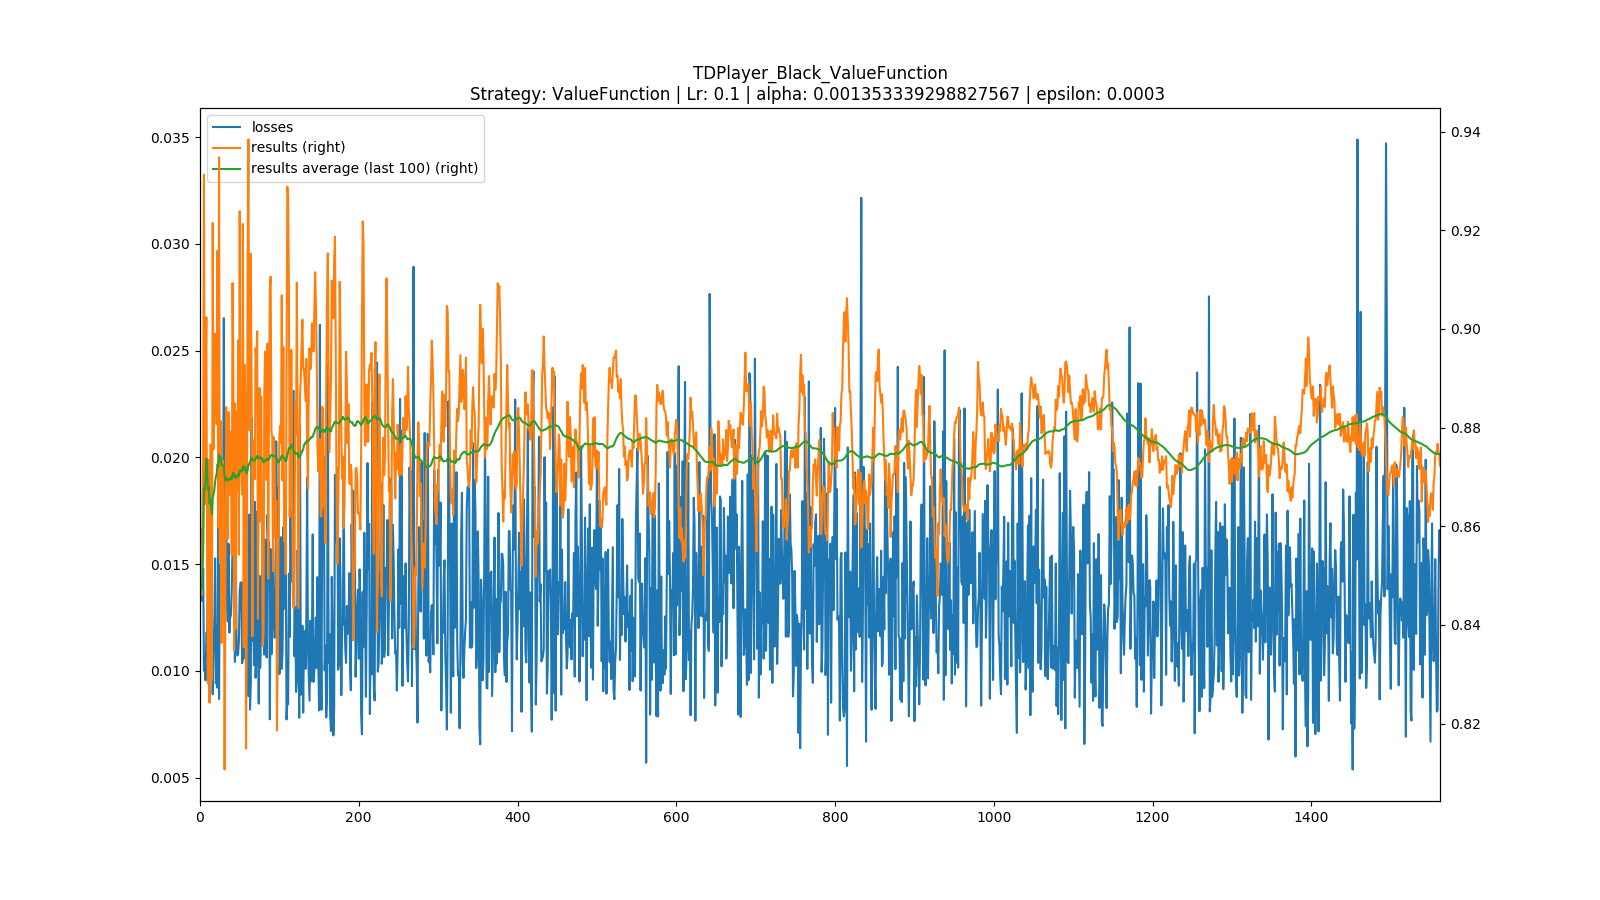 TDPlayer_Black_ValueFunction
Strategy: ValueFunction | Lr: 0.1 | alpha: 0.001353339298827567 | epsilon: 0.0003
losses
results (right)
results average (last 100) (right)
0.035
0.030
0.025
0.020
0.015
0.010
0.005
0.94
0.92
0.90
0.88
0.86
0.84
0.82
0 200 400 600 800 1000 1200 1400